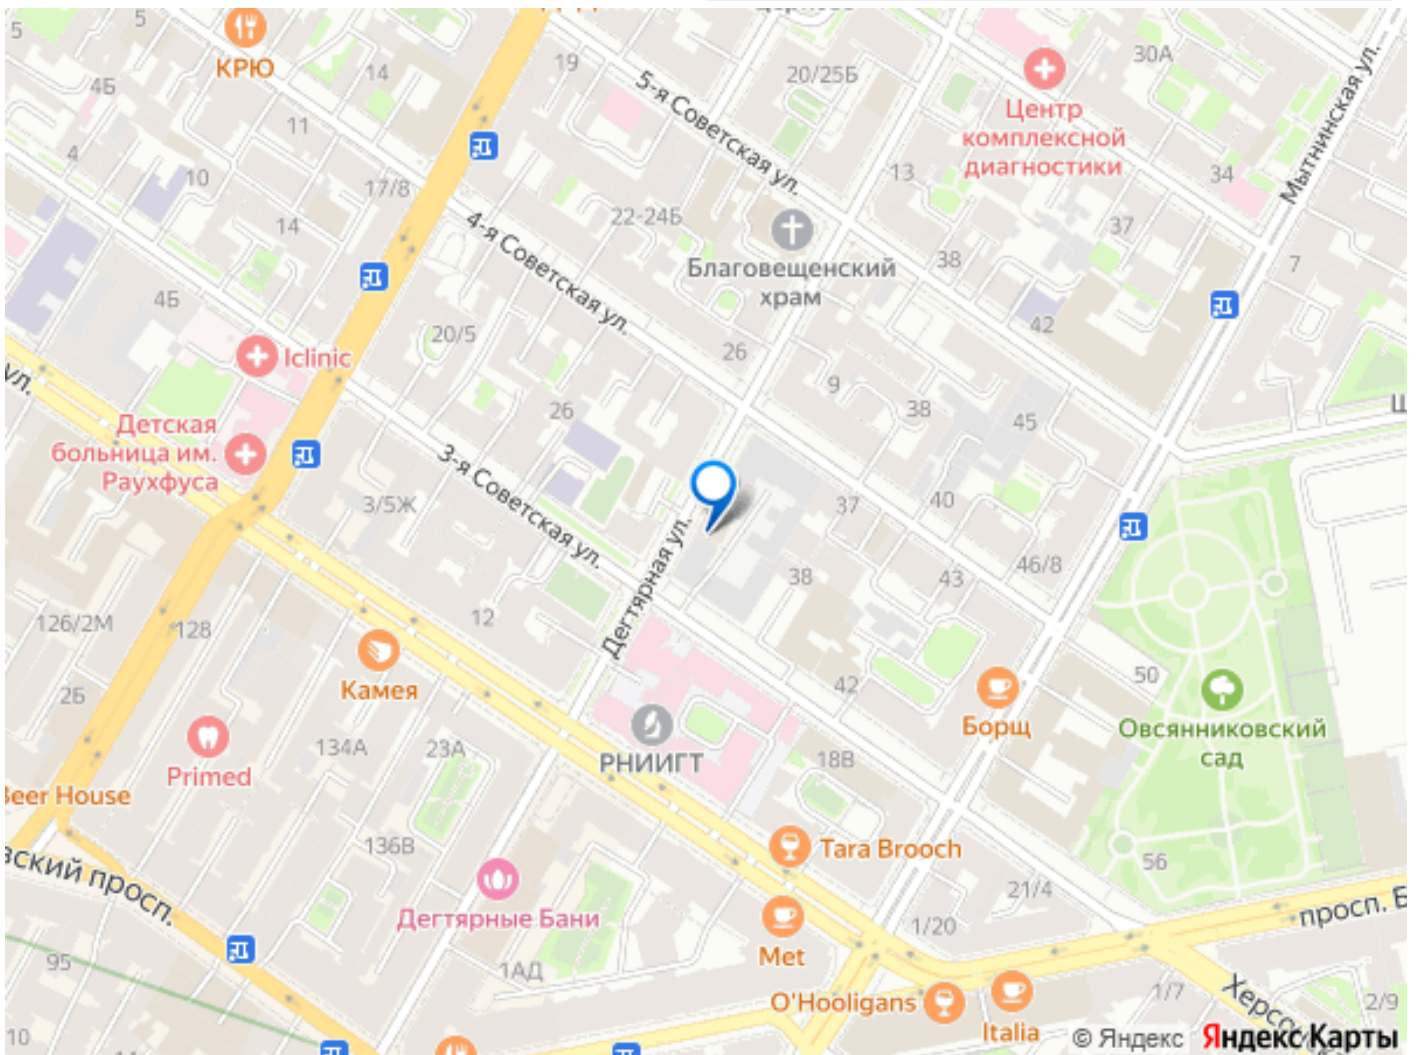 5
5
КРЮ
14
19
20/25Б
30А
4Б
11
5-я Советская ул.
Центр
комплексной
диагностики
Мытнинская ул.
4
10
17/8
13
34
14
22-24Б
4-я Советская ул.
37
Благовещенский
храм
38
7
4Б
42
20/5
Iclinic
26
ул.
9
38
26
45
Детская
больница им.
Раухфуса
3-я Советская ул.
3/5Ж
37
40
Дегтярная ул.
38
43
46/8
126/2М
128
12
Камея
42
50
2Б
Борщ
Овсянниковский
сад
Primed
134А
23А
РНИИГТ
18В
Beer House
136В
Tara Brooch
56
вский просп.
21/4
Дегтярные Бани
1/20
просп. Б
Met
95
1АД
O'Hooligans
Italia
1/7
2/9
10
© Яндекс Яндекс Карты